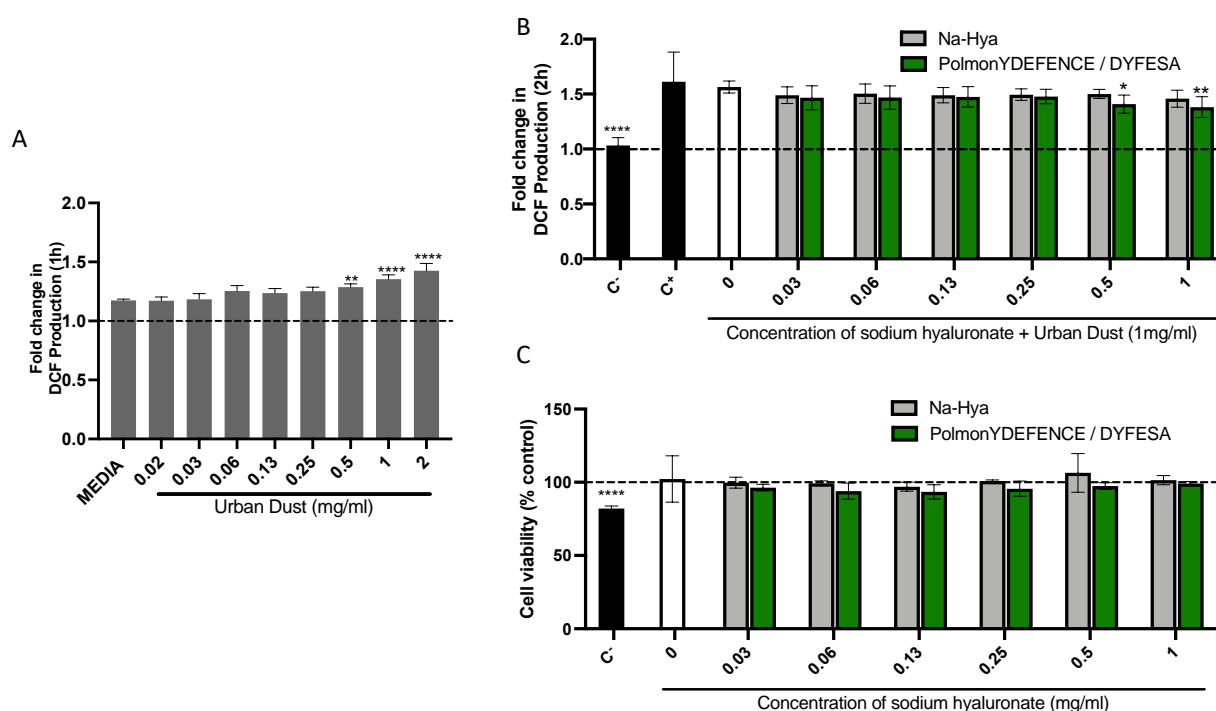 A
Fold change in
DCF Production (1h)
2.0
1.5
1.0
0.5
0.0
**
****
****
MEDIA
0.02
0.03
0.06
0.13
0.25
0.5
1
2
Urban Dust (mg/ml)
B
Fold change in
DCF Production (2h)
2.0
1.5
1.0
0.5
0.0
Na-Hya
PolmonYDEFENCE / DYFESA
****
*
**
C-
C+
0
0.03
0.06
0.13
0.25
0.5
1
Concentration of sodium hyaluronate + Urban Dust (1mg/ml)
C
Cell viability (% control)
150
100
50
0
Na-Hya
PolmonYDEFENCE / DYFESA
****
C-
0
0.03
0.06
0.13
0.25
0.5
1
Concentration of sodium hyaluronate (mg/ml)